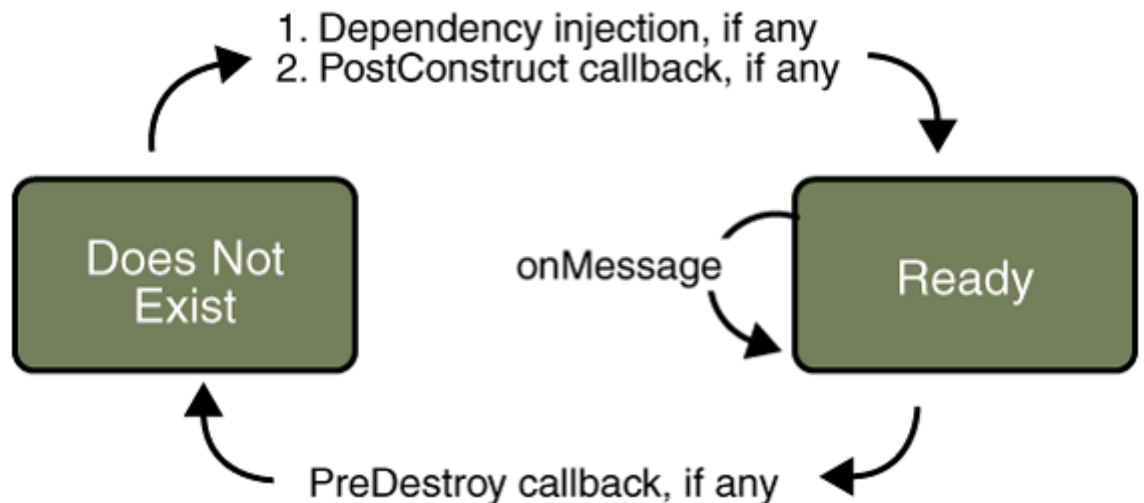 1. Dependency injection, if any
2. PostConstruct callback, if any
Does Not
Exist
onMessage
Ready
PreDestroy callback, if any